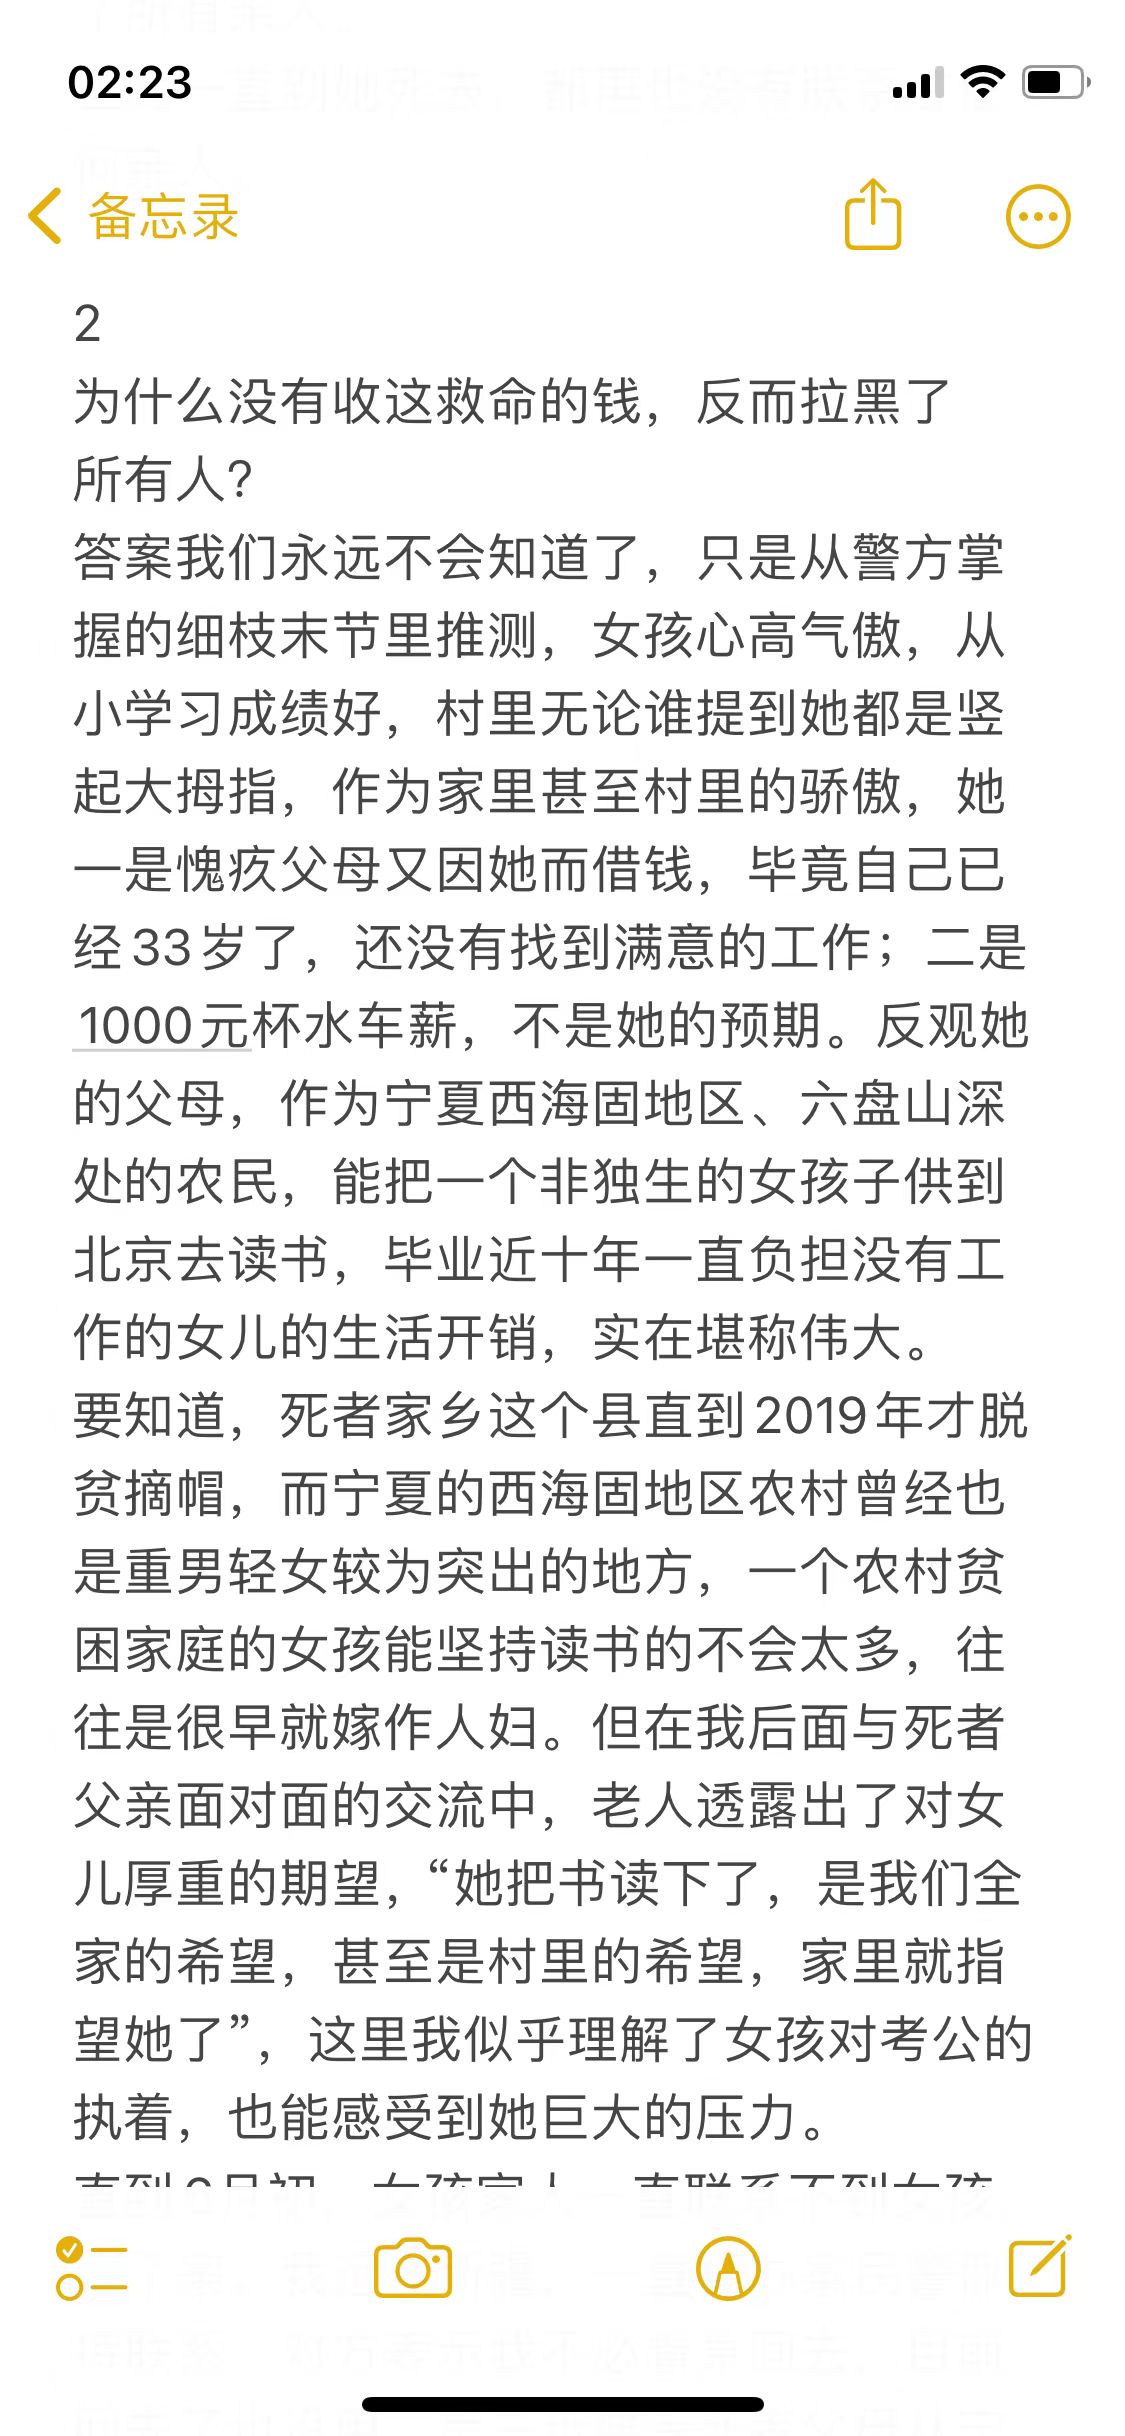 02:23
备忘录
2
为什么没有收这救命的钱，反而拉黑了
所有人？
答案我们永远不会知道了，只是从警方掌
握的细枝末节里推测，女孩心高气傲，从
小学习成绩好，村里无论谁提到她都是竖
起大拇指，作为家里甚至村里的骄傲，她
一是愧疚父母又因她而借钱，毕竟自己已
经33岁了，还没有找到满意的工作；二是
1000元杯水车薪，不是她的预期。反观她
的父母，作为宁夏西海固地区、六盘山深
处的农民，能把一个非独生的女孩子供到
北京去读书，毕业近十年一直负担没有工
作的女儿的生活开销，实在堪称伟大。
要知道，死者家乡这个县直到2019年才脱
贫摘帽，而宁夏的西海固地区农村曾经也
是重男轻女较为突出的地方，一个农村贫
困家庭的女孩能坚持读书的不会太多，往
往是很早就嫁作人妇。但在我后面与死者
父亲面对面的交流中，老人透露出了对女
儿厚重的期望，“她把书读下了，是我们全
家的希望，甚至是村里的希望，家里就指
望她了”，这里我似乎理解了女孩对考公的
执着，也能感受到她巨大的压力。